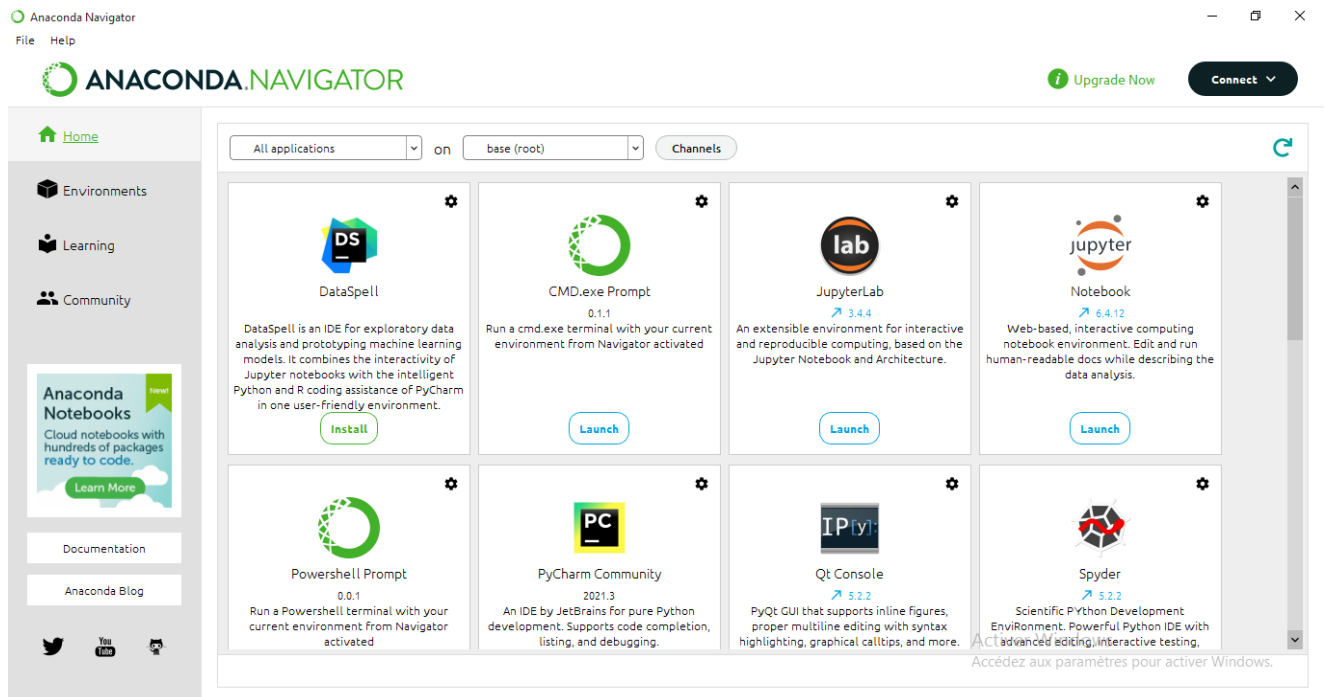 Anaconda Navigator
File Help
ANACONDA.NAVIGATOR
i Upgrade Now Connect
Home
All applications on base (root) Channels
Environments
Learning
Community
DS
DataSpell
DataSpell is an IDE for exploratory data
analysis and prototyping machine learning
models. It combines the interactivity of
Jupyter notebooks with the intelligent
Python and R coding assistance of PyCharm
in one user-friendly environment.
Install
CMD.exe Prompt
0.1.1
Run a cmd.exe terminal with your current
environment from Navigator activated
Launch
lab
JupyterLab
3.4.4
An extensible environment for interactive
and reproducible computing, based on the
Jupyter Notebook and Architecture.
Launch
jupyter
Notebook
6.4.12
Web-based, interactive computing
notebook environment. Edit and run
human-readable docs while describing the
data analysis.
Launch
Anaconda
Notebooks
New!
Cloud notebooks with
hundreds of packages
ready to code.
Learn More
Documentation
Anaconda Blog
You
Tube
Powershell Prompt
0.0.1
Run a Powershell terminal with your
current environment from Navigator
activated
PC
PyCharm Community
2021.3
An IDE by JetBrains for pure Python
development. Supports code completion,
listing, and debugging.
IP[y]:
Qt Console
5.2.2
PyQt GUI that supports inline figures,
proper multiline editing with syntax
highlighting, graphical calltips, and more.
Spyder
5.2.2
Scientific PYthon Development
EnviRonment. Powerful Python IDE with
advanced editing, interactive testing,
Activer Windows
Accédez aux paramètres pour activer Windows.